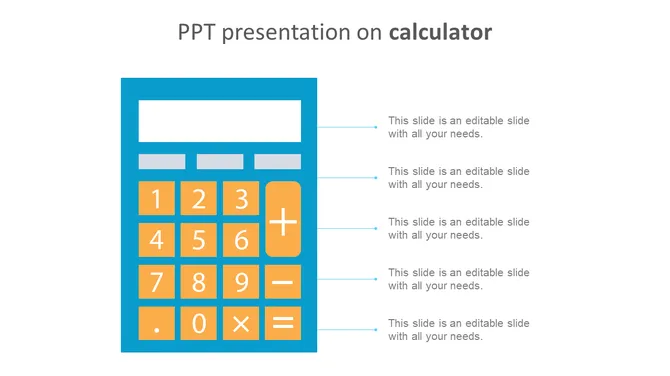 PPT presentation on calculator
This slide is an editable slide
with all your needs.
1 2 3 +
This slide is an editable slide
with all your needs.
4 5 6
This slide is an editable slide
with all your needs.
7 8 9 −
This slide is an editable slide
with all your needs.
. 0 × =
This slide is an editable slide
with all your needs.